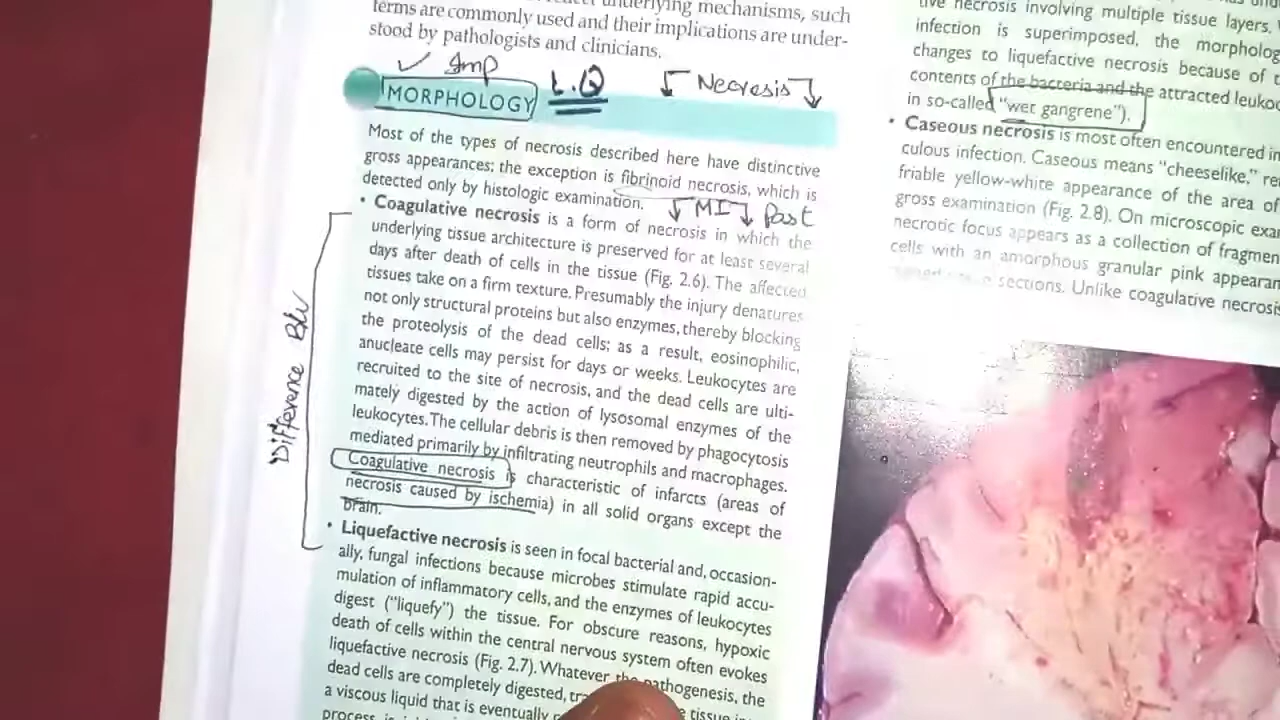 underlying mechanisms, such
terms are commonly used and their implications are under-
stood by pathologists and clinicians.
✓ Imp
MORPHOLOGY
L.Q
Necrosis
Most of the types of necrosis described here have distinctive
gross appearances; the exception is fibrinoid necrosis, which is
detected only by histologic examination.
MI Past
• Coagulative necrosis is a form of necrosis in which the
underlying tissue architecture is preserved for at least several
days after death of cells in the tissue (Fig. 2.6). The affected
tissues take on a firm texture. Presumably the injury denatures
not only structural proteins but also enzymes, thereby blocking
the proteolysis of the dead cells; as a result, eosinophilic,
anucleate cells may persist for days or weeks. Leukocytes are
recruited to the site of necrosis, and the dead cells are ulti-
mately digested by the action of lysosomal enzymes of the
leukocytes. The cellular debris is then removed by phagocytosis
mediated primarily by infiltrating neutrophils and macrophages.
Coagulative necrosis is characteristic of infarcts (areas of
necrosis caused by ischemia) in all solid organs except the
brain.
Difference
• Liquefactive necrosis is seen in focal bacterial and, occasion-
ally, fungal infections because microbes stimulate rapid accu-
mulation of inflammatory cells, and the enzymes of leukocytes
digest ("liquefy") the tissue. For obscure reasons, hypoxic
death of cells within the central nervous system often evokes
liquefactive necrosis (Fig. 2.7). Whatever the pathogenesis, the
dead cells are completely digested, tissue
a viscous liquid that is eventually
process is
necrosis involving multiple tissue layers.
infection is superimposed, the
changes to liquefactive necrosis because of
contents of the bacteria and the attracted
in so-called "wet gangrene").
• Caseous necrosis is most often encountered in
culous infection. Caseous means "cheeselike,"
friable yellow-white appearance of the area of
gross examination (Fig. 2.8). On microscopic
necrotic focus appears as a collection of
cells with an amorphous granular pink
sections. Unlike coagulative necrosis